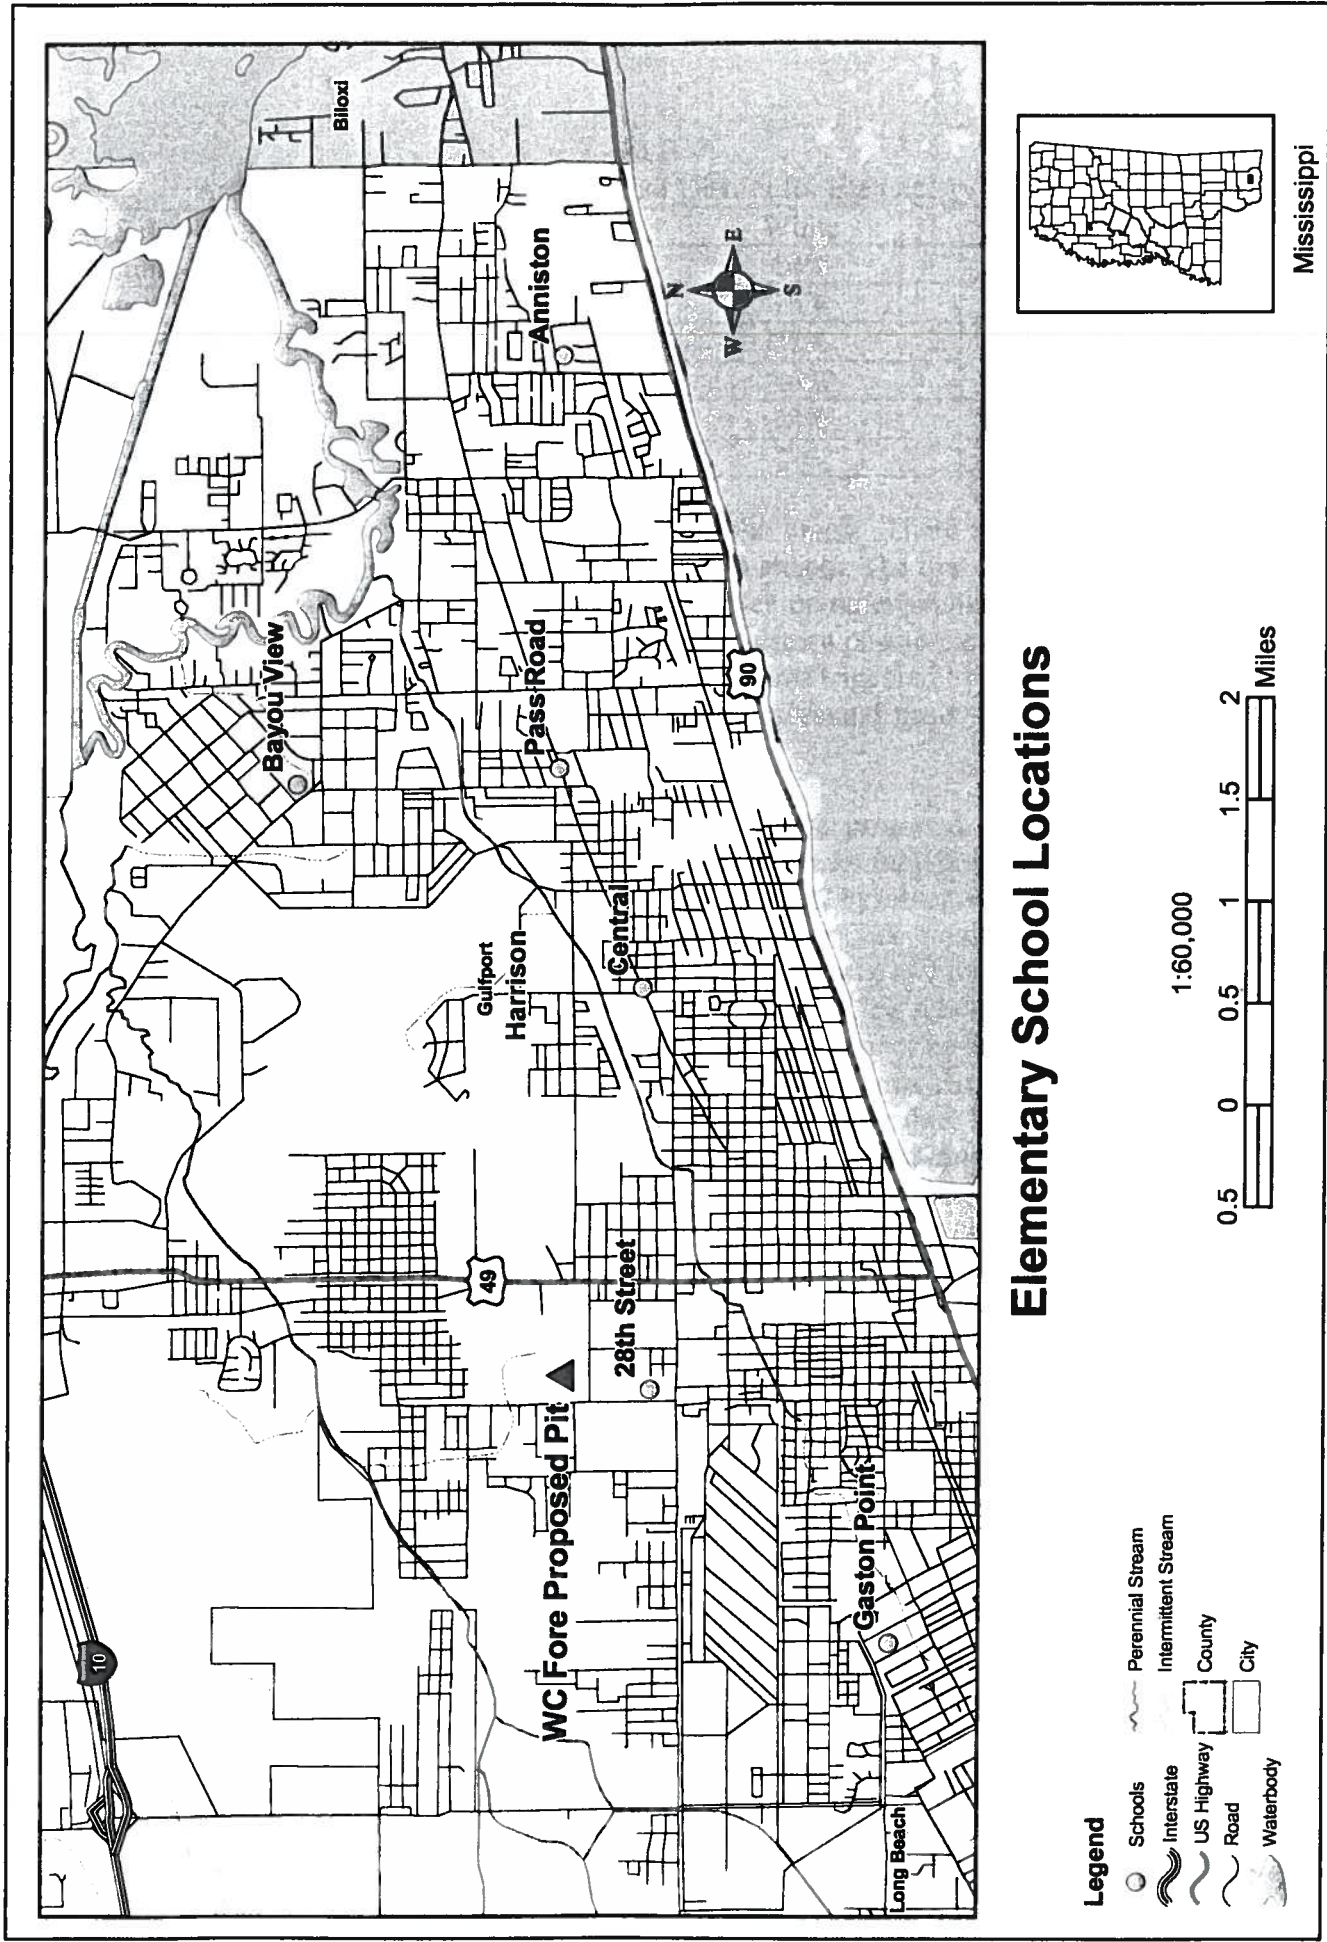 Biloxi
Anniston
Bayou View
Pass Road
90
Central
Gulfport
Harrison
49
28th Street
WC Fore Proposed Pit
10
Gaston Point
Long Beach
N
E
S
W
Elementary School Locations
1:60,000
0.5 0 0.5 1 1.5 2
Miles
Mississippi
Legend
Schools
Interstate
US Highway
Road
Waterbody
Perennial Stream
Intermittent Stream
County
City